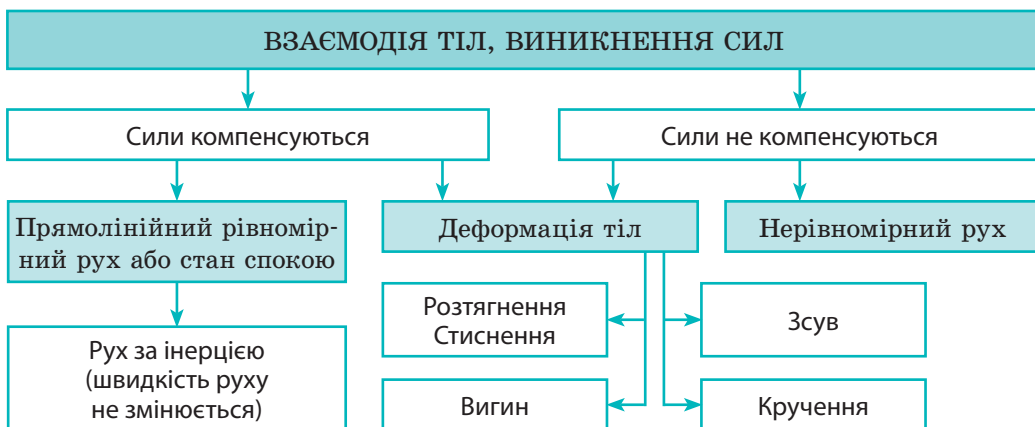 ВЗАЄМОДІЯ ТІЛ, ВИНИКНЕННЯ СИЛ
Сили компенсуються
Сили не компенсуються
Прямолінійний рівномір-
ний рух або стан спокою
Деформація тіл
Нерівномірний рух
Рух за інерцією
(швидкість руху
не змінюється)
Розтягнення
Стиснення
Зсув
Вигин
Кручення